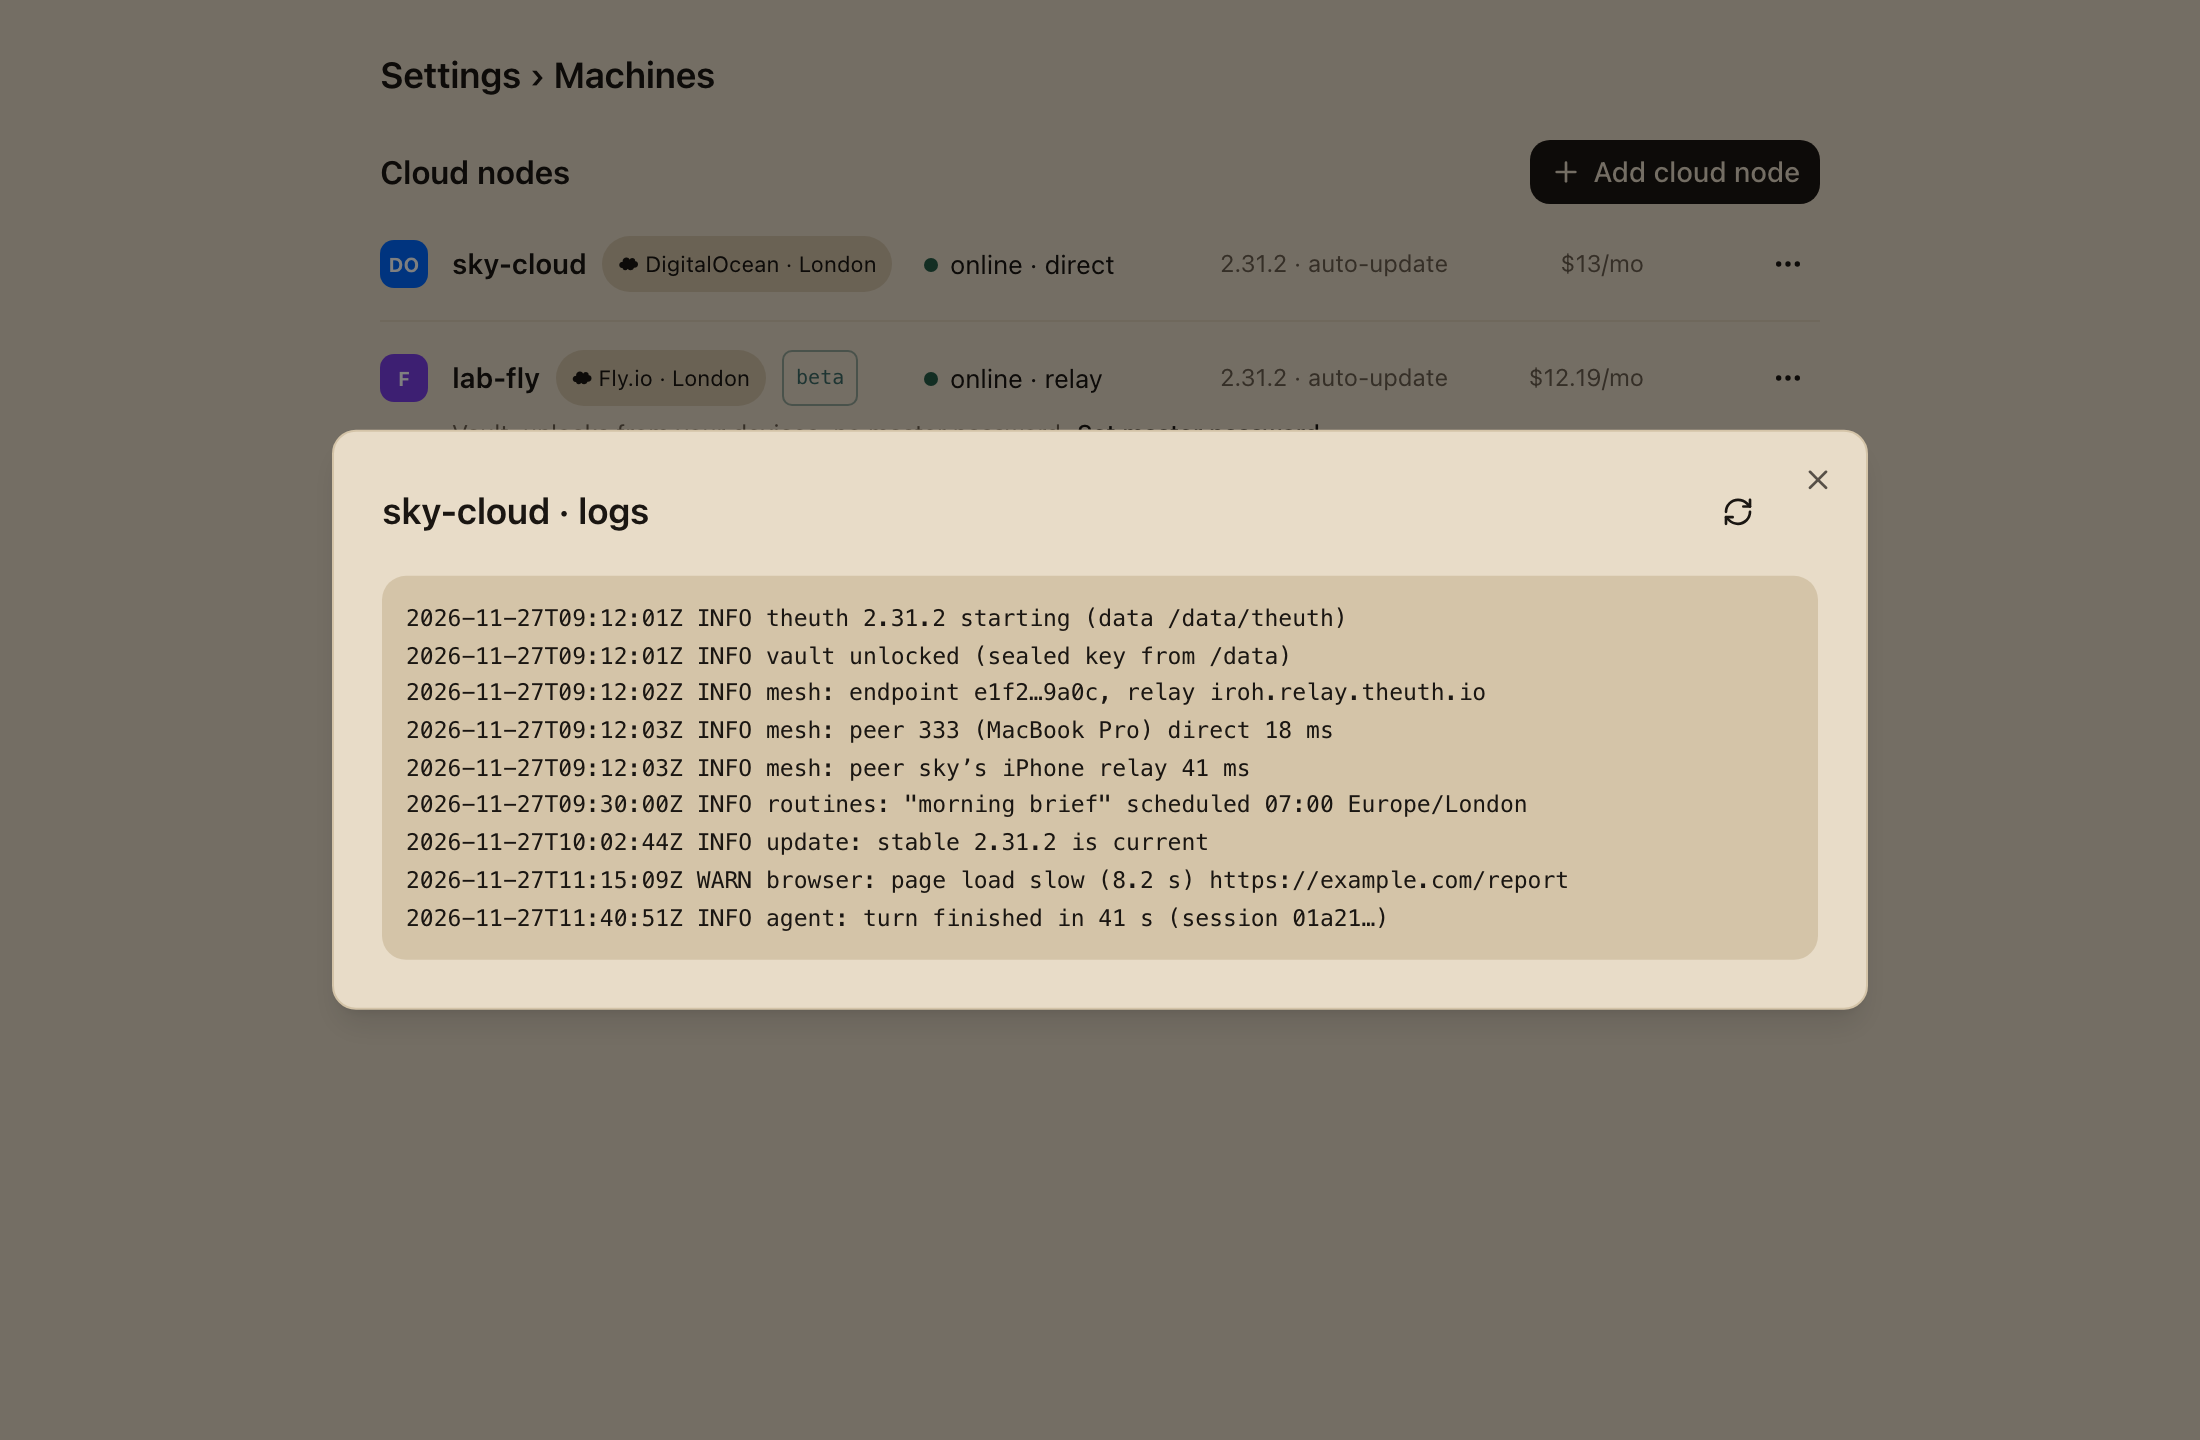 Settings › Machines
Cloud nodes
+ Add cloud node
DO sky-cloud DigitalOcean · London online · direct 2.31.2 · auto-update $13/mo
F lab-fly Fly.io · London beta online · relay 2.31.2 · auto-update $12.19/mo
sky-cloud · logs
2026-11-27T09:12:01Z INFO theuth 2.31.2 starting (data /data/theuth)
2026-11-27T09:12:01Z INFO vault unlocked (sealed key from /data)
2026-11-27T09:12:02Z INFO mesh: endpoint e1f2…9a0c, relay iroh.relay.theuth.io
2026-11-27T09:12:03Z INFO mesh: peer 333 (MacBook Pro) direct 18 ms
2026-11-27T09:12:03Z INFO mesh: peer sky’s iPhone relay 41 ms
2026-11-27T09:30:00Z INFO routines: "morning brief" scheduled 07:00 Europe/London
2026-11-27T10:02:44Z INFO update: stable 2.31.2 is current
2026-11-27T11:15:09Z WARN browser: page load slow (8.2 s) https://example.com/report
2026-11-27T11:40:51Z INFO agent: turn finished in 41 s (session 01a21…)